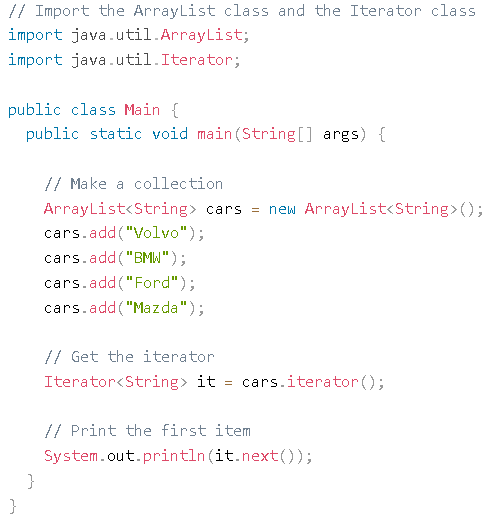 // Import the ArrayList class and the Iterator class
import java.util.ArrayList;
import java.util.Iterator;

public class Main {
  public static void main(String[] args) {

    // Make a collection
    ArrayList<String> cars = new ArrayList<String>();
    cars.add("Volvo");
    cars.add("BMW");
    cars.add("Ford");
    cars.add("Mazda");

    // Get the iterator
    Iterator<String> it = cars.iterator();

    // Print the first item
    System.out.println(it.next());
  }
}